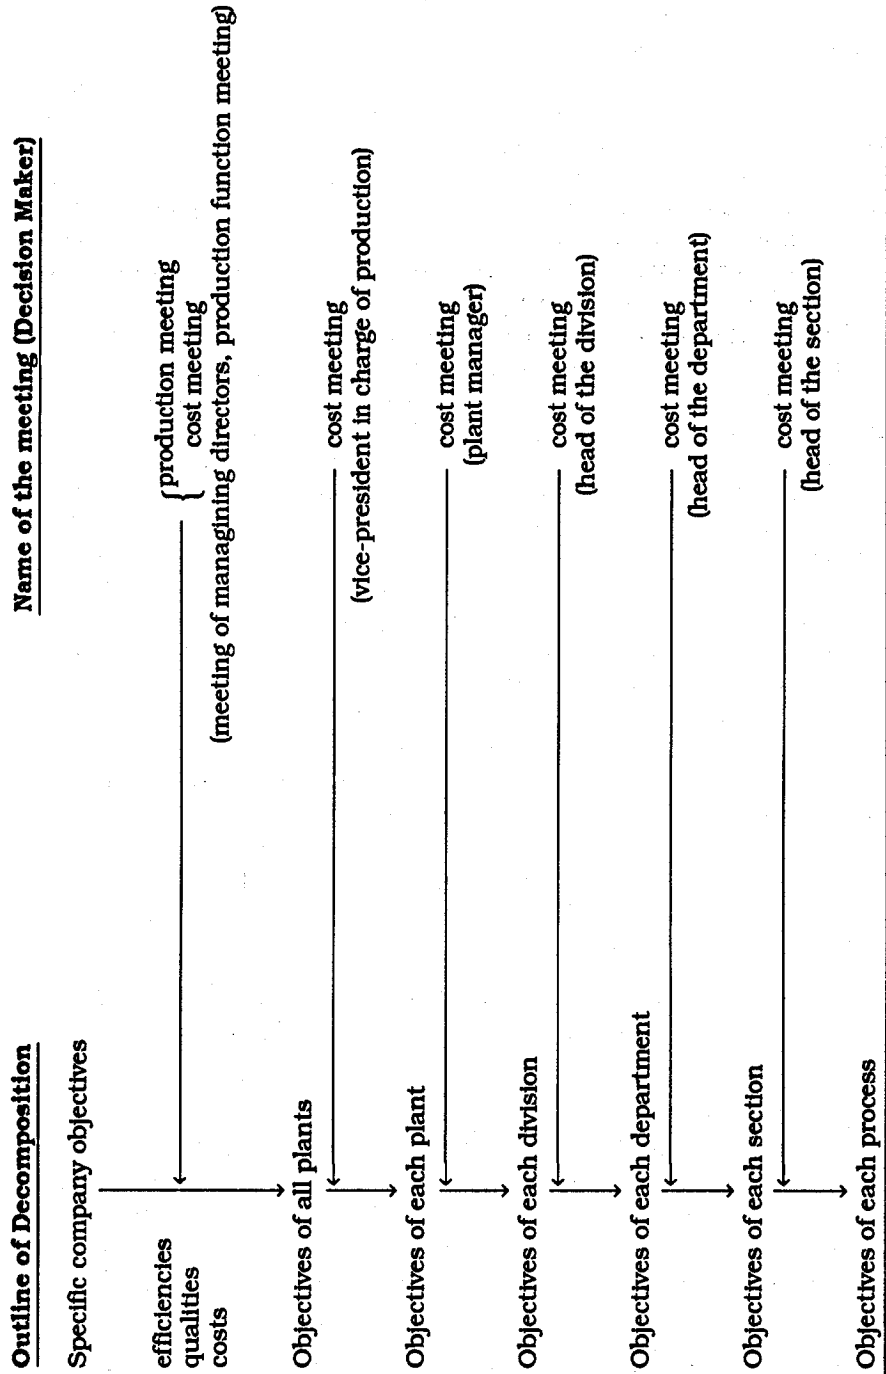 Outline of Decomposition
Name of the meeting (Decision Maker)
Specific company objectives
efficiencies
qualities
costs
{production meeting
cost meeting
(meeting of managining directors, production function meeting)
Objectives of all plants
cost meeting
(vice-president in charge of production)
Objectives of each plant
cost meeting
(plant manager)
Objectives of each division
cost meeting
(head of the division)
Objectives of each department
cost meeting
(head of the department)
Objectives of each section
cost meeting
(head of the section)
Objectives of each process